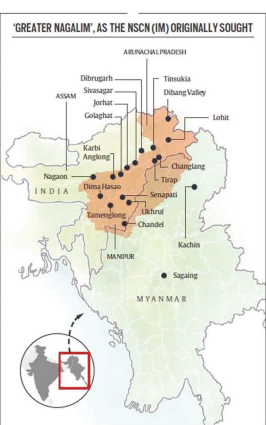 'GREATER NAGALIM', AS THE NSCN (IM) ORIGINALLY SOUGHT
ARUNACHAL PRADESH
Dibrugarh
Tinsukia
Sivasagar
Dibang Valley
ASSAM
Jorhat
Golaghat
Lohit
Karbi
Anglong
Nagaon
Changlang
Dima Hasao
Tirap
INDIA
Senapati
Tamenglong
Ukhrul
Chandel
Kachin
MANIPUR
Sagaing
MYANMAR